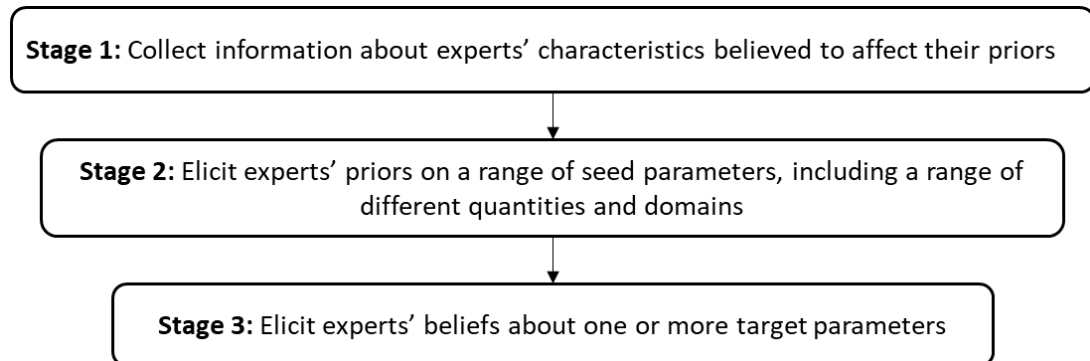 Stage 1: Collect information about experts’ characteristics believed to affect their priors
Stage 2: Elicit experts’ priors on a range of seed parameters, including a range of
different quantities and domains
Stage 3: Elicit experts’ beliefs about one or more target parameters